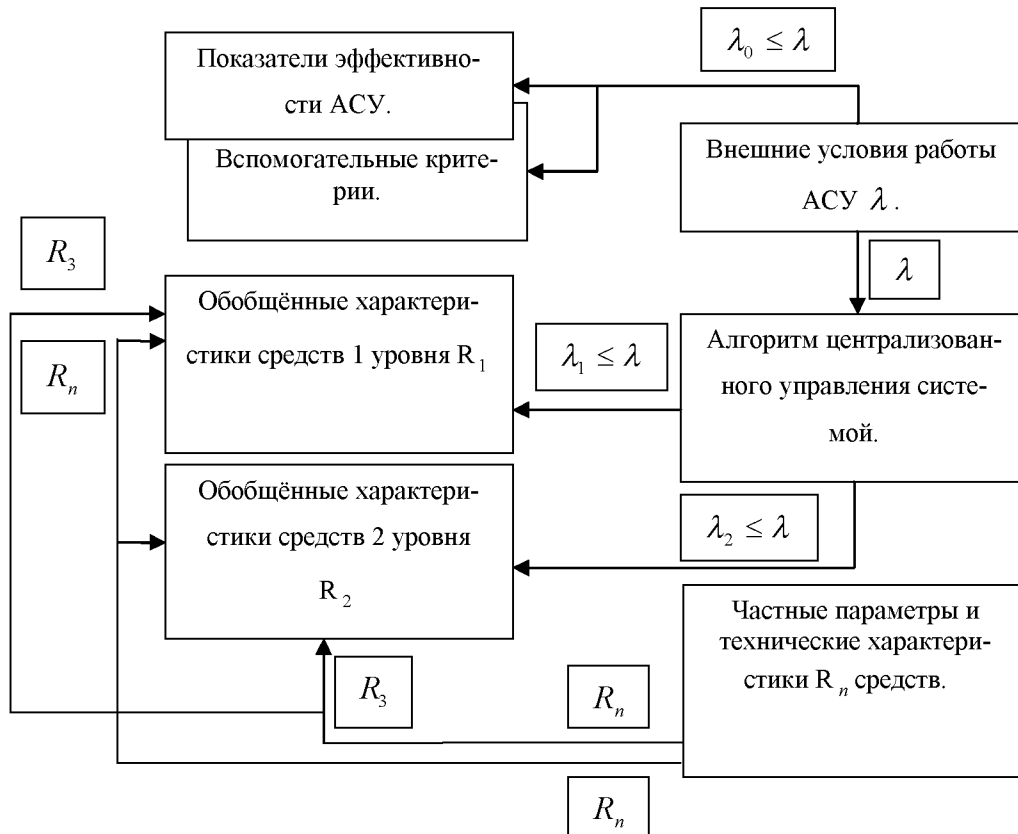 λ₀ ≤ λ
Показатели эффективно-
сти АСУ.
Вспомогательные крите-
рии.
Внешние условия работы
АСУ λ .
R₃
λ
Обобщённые характери-
стики средств 1 уровня R₁
R_n
λ₁ ≤ λ
Алгоритм централизован-
ного управления систе-
мой.
Обобщённые характери-
стики средств 2 уровня
R₂
λ₂ ≤ λ
Частные параметры и
технические характери-
стики R_n средств.
R₃
R_n
R_n